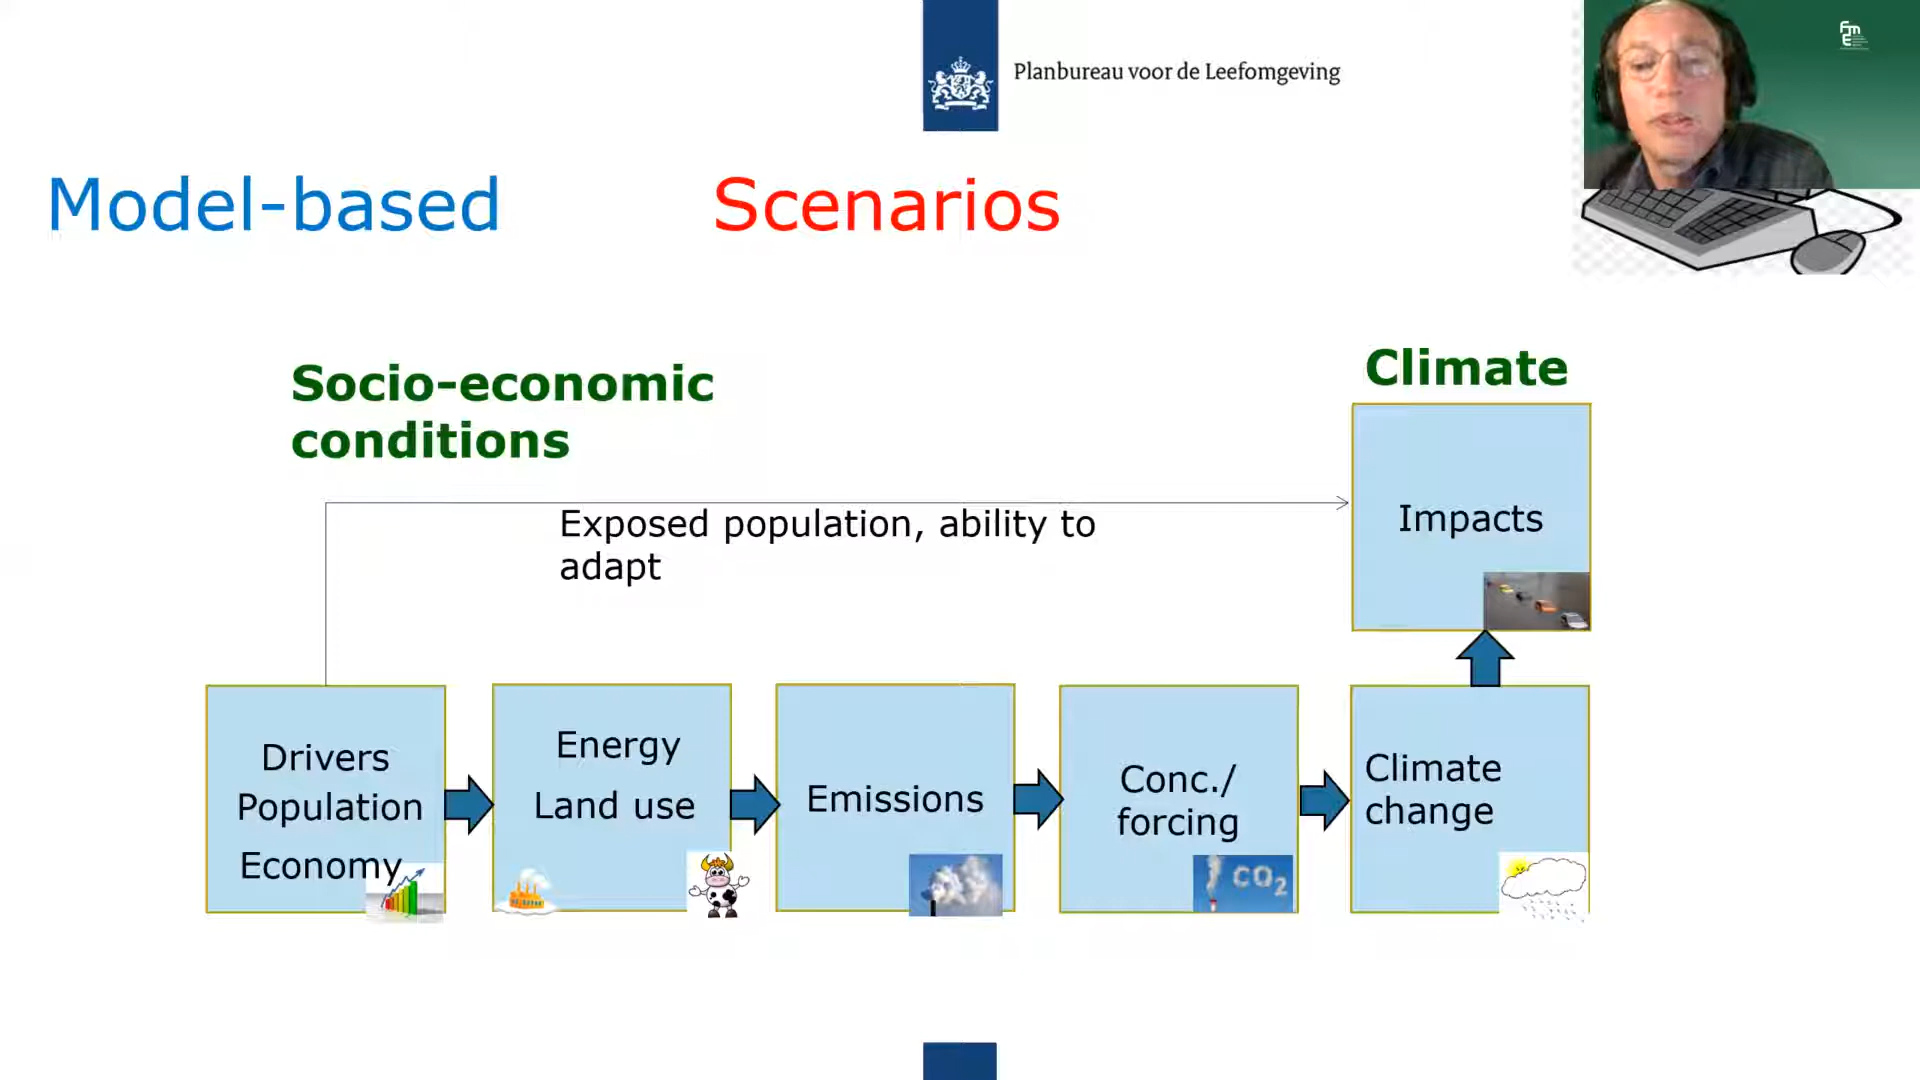 Planbureau voor de Leefomgeving
FME
Model-based Scenarios
Socio-economic
conditions
Climate
Exposed population, ability to
adapt
Impacts
Drivers
Population
Economy
Energy
Land use
Emissions
Conc./
forcing
CO2
Climate
change